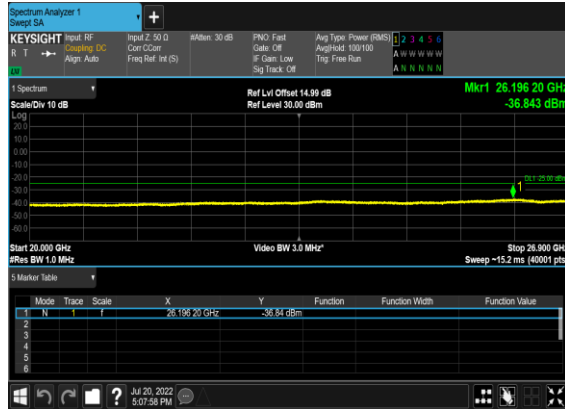 Spectrum Analyzer 1
Swept SA
+
KEYSIGHT Input: RF Input Z: 50 Ω #Atten: 30 dB PNO: Fast Avg Type: Power (RMS) 1 2 3 4 5 6
R T Coupling: DC Corr CCorr Gate: Off Avg|Hold: 100/100 A W W W W W
Align: Auto Freq Ref: Int (S) IF Gain: Low Trig: Free Run
Sig Track: Off A N N N N N
1 Spectrum Ref Lvl Offset 14.99 dB Mkr1 26.196 20 GHz
Scale/Div 10 dB Ref Level 30.00 dBm -36.843 dBm
Log
20.0
10.0
0.00
-10.0
-20.0
DL1 -25.00 dBm
-30.0
1
-40.0
-50.0
-60.0
Start 20.000 GHz Video BW 3.0 MHz* Stop 26.900 GHz
#Res BW 1.0 MHz Sweep ~15.2 ms (40001 pts)
5 Marker Table
Mode Trace Scale X Y Function Function Width Function Value
1 N 1 f 26.196 20 GHz -36.84 dBm
2
3
4
5
6
? Jul 20, 2022
5:07:58 PM